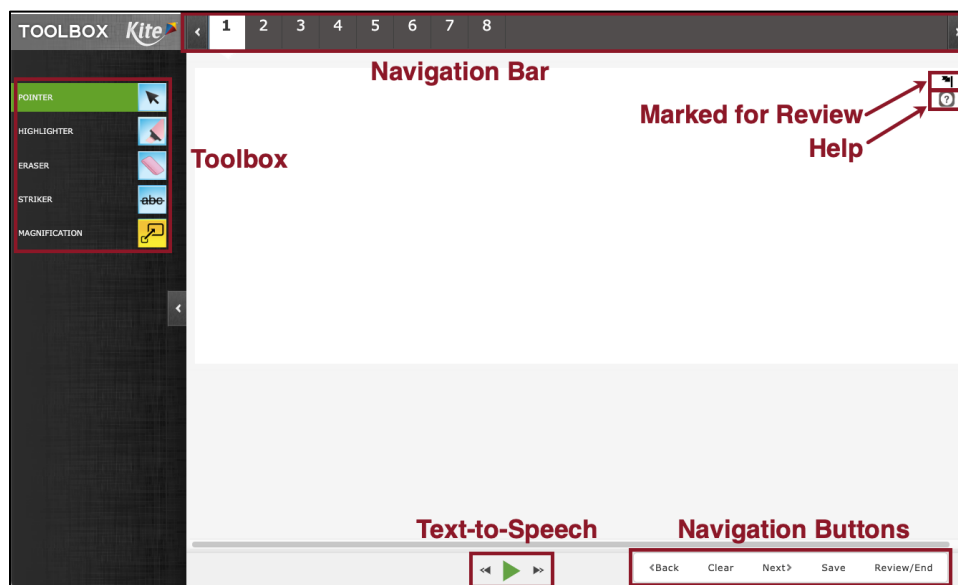 TOOLBOX Kite
1 2 3 4 5 6 7 8
Navigation Bar
POINTER
HIGHLIGHTER
ERASER
STRIKER abc
MAGNIFICATION
Toolbox
Marked for Review
?
Help
Text-to-Speech
Navigation Buttons
<Back Clear Next> Save Review/End